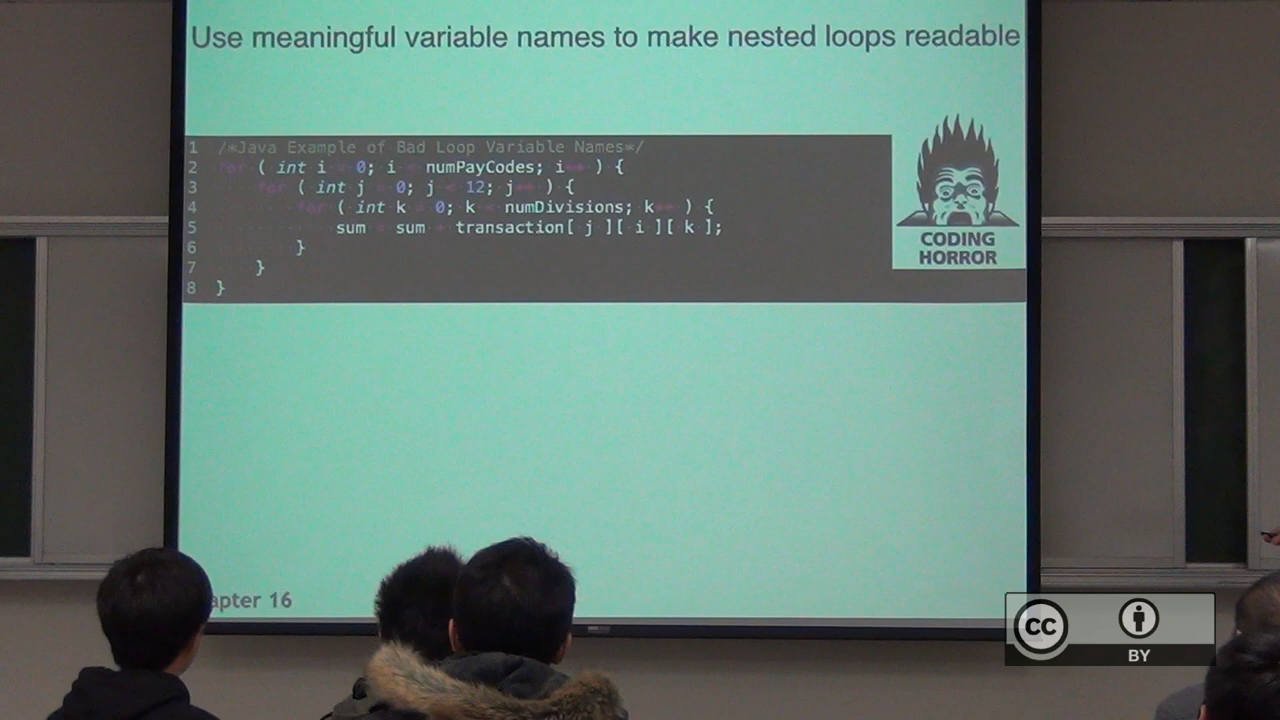 Use meaningful variable names to make nested loops readable
1 /*Java Example of Bad Loop Variable Names*/
2 for ( int i = 0; i < numPayCodes; i++ ) {
3 for ( int j = 0; j < 12; j++ ) {
4 for ( int k = 0; k < numDivisions; k++ ) {
5 sum = sum + transaction[ j ][ i ][ k ];
6 }
7 }
8 }
CODING
HORROR
apter 16
CC
BY